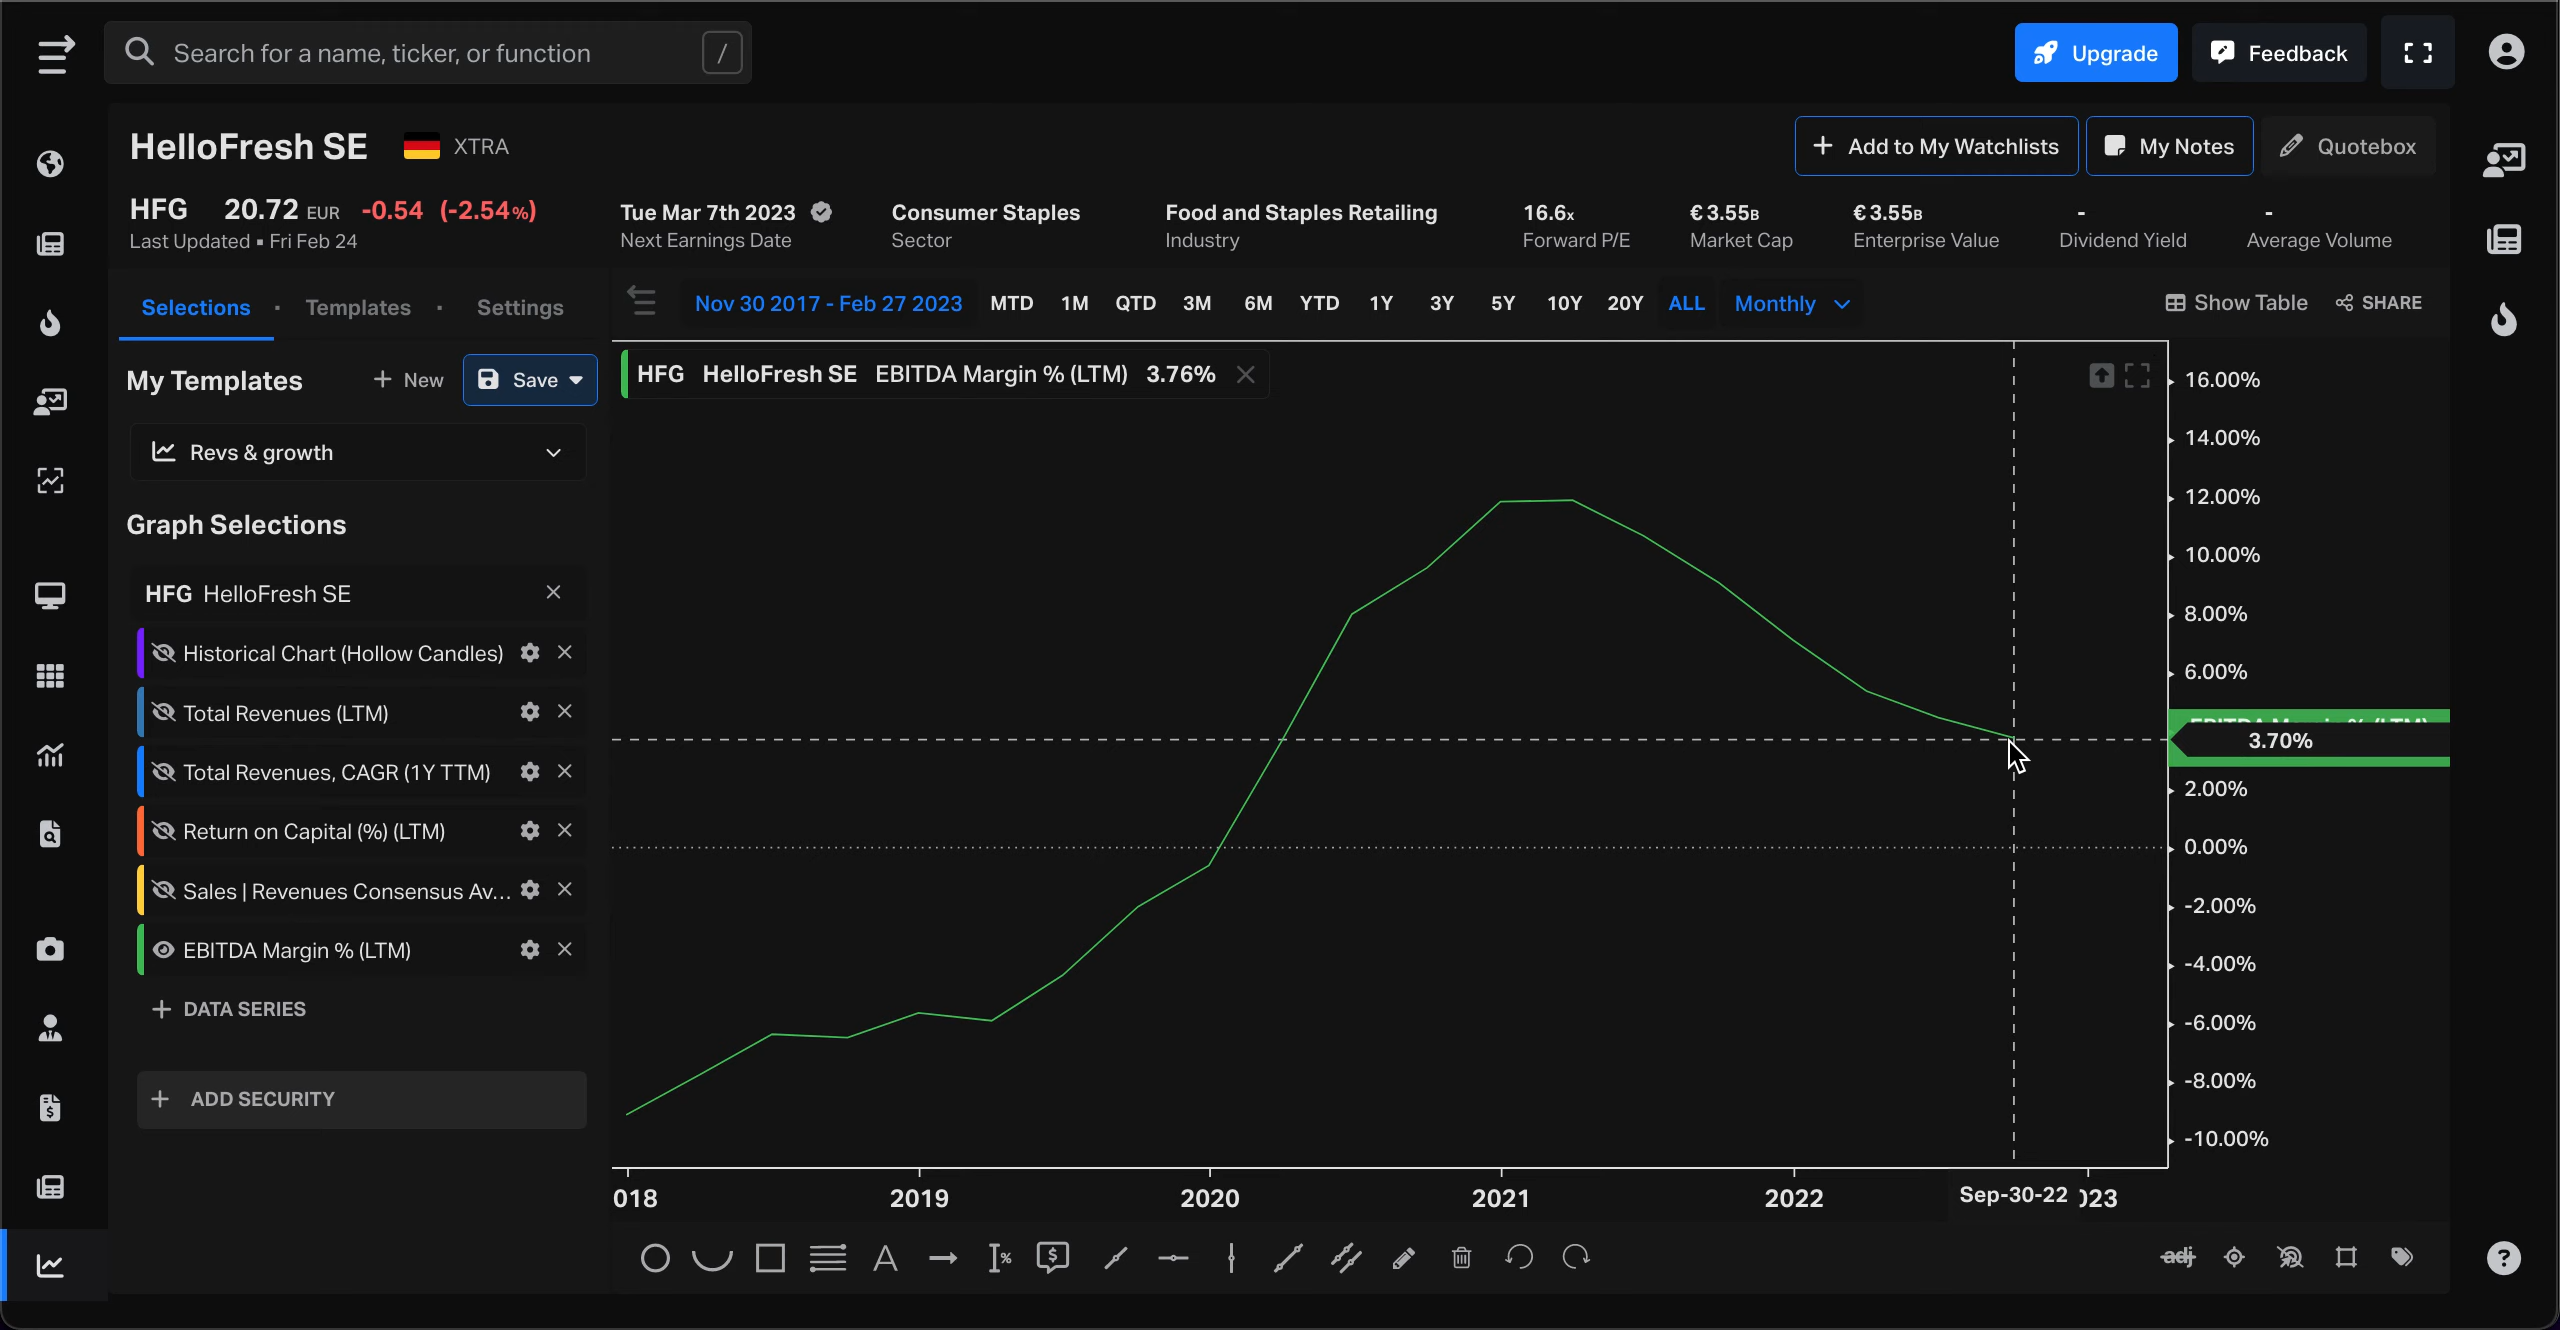 Search for a name, ticker, or function /
Upgrade
Feedback
HelloFresh SE XTRA
Add to My Watchlists
My Notes
Quotebox
HFG 20.72 EUR -0.54 (-2.54%)
Last Updated ▪ Fri Feb 24
Tue Mar 7th 2023
Next Earnings Date
Consumer Staples
Sector
Food and Staples Retailing
Industry
16.6x
Forward P/E
€3.55B
Market Cap
€3.55B
Enterprise Value
-
Dividend Yield
-
Average Volume
Selections · Templates · Settings
Nov 30 2017 - Feb 27 2023 MTD 1M QTD 3M 6M YTD 1Y 3Y 5Y 10Y 20Y ALL Monthly
Show Table
SHARE
My Templates + New Save
Revs & growth
Graph Selections
HFG HelloFresh SE
Historical Chart (Hollow Candles)
Total Revenues (LTM)
Total Revenues, CAGR (1Y TTM)
Return on Capital (%) (LTM)
Sales | Revenues Consensus Av...
EBITDA Margin % (LTM)
+ DATA SERIES
+ ADD SECURITY
HFG HelloFresh SE EBITDA Margin % (LTM) 3.76%
16.00%
14.00%
12.00%
10.00%
8.00%
6.00%
EBITDA Margin % (LTM)
3.70%
2.00%
0.00%
-2.00%
-4.00%
-6.00%
-8.00%
-10.00%
018 2019 2020 2021 2022 Sep-30-22 023
A
%
$
adj
?